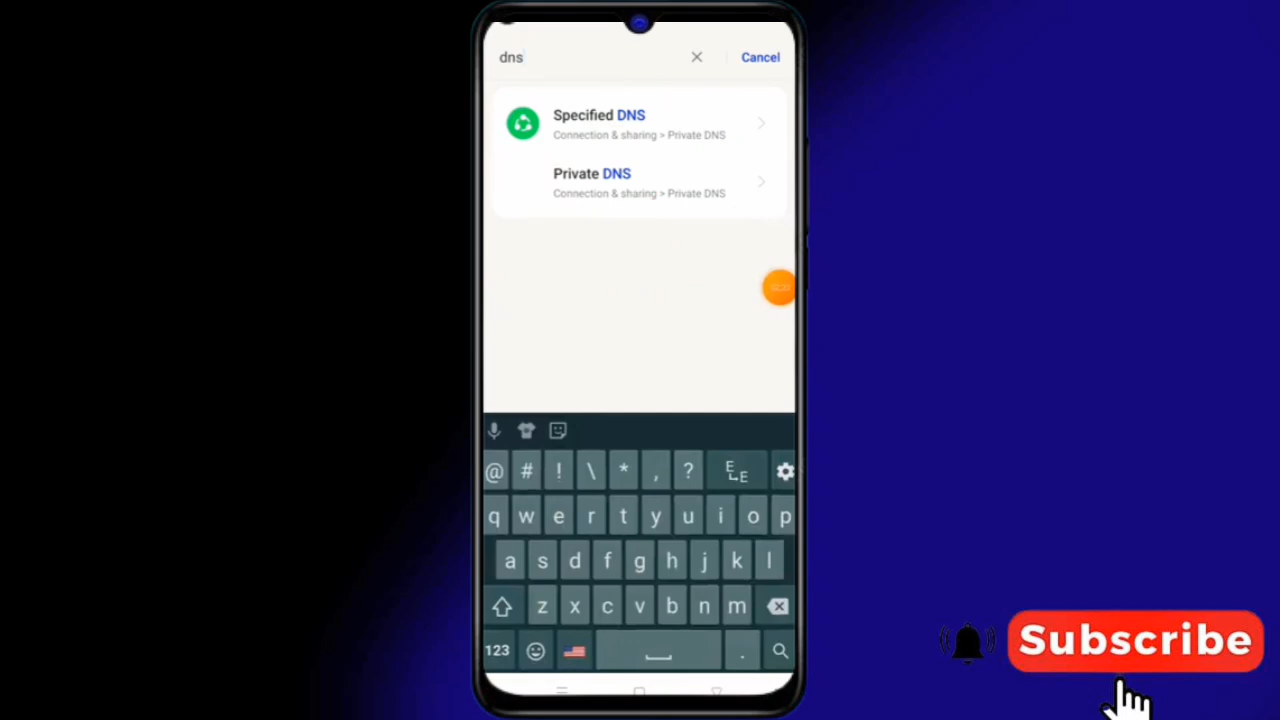 dns
Cancel
Specified DNS
Connection & sharing > Private DNS
Private DNS
Connection & sharing > Private DNS
@ # ! \ * , ? E E
q w e r t y u i o p
a s d f g h j k l
z x c v b n m
123 .
Subscribe